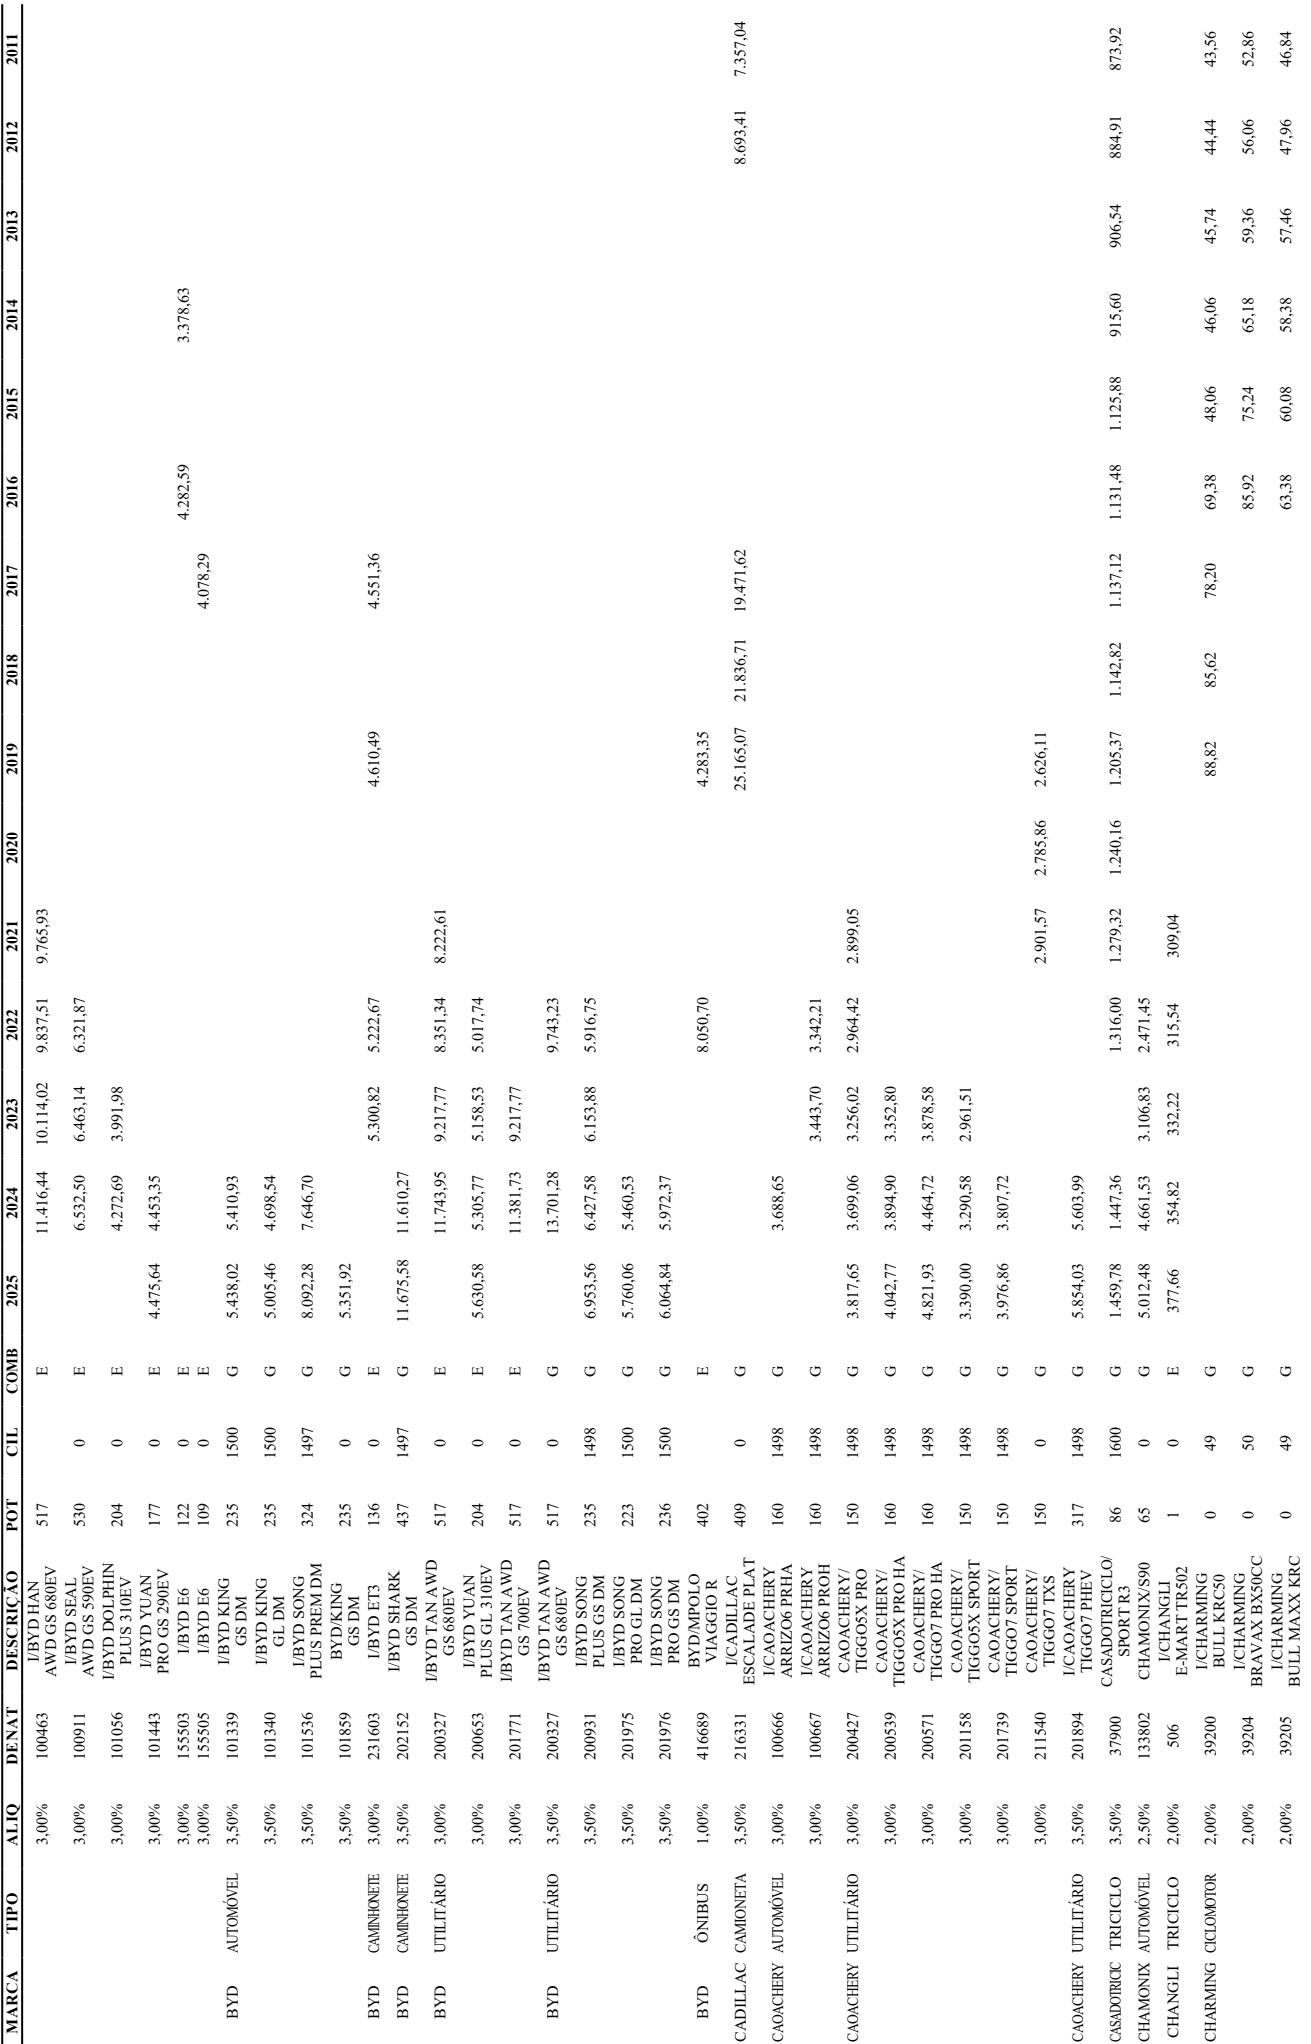 MARCA TIPO ALIQ DENAT DESCRIÇÃO POT CIL COMB 2025 2024 2023 2022 2021 2020 2019 2018 2017 2016 2015 2014 2013 2012 2011
I/BYD HAN
3,00% 100463 517 E 11.416,44 10.114,02 9.837,51 9.765,93
AWD GS 680EV
I/BYD SEAL
3,00% 100911 530 0 E 6.532,50 6.463,14 6.321,87
AWD GS 590EV
I/BYD DOLPHIN
3,00% 101056 204 0 E 4.272,69 3.991,98
PLUS 310EV
I/BYD YUAN
3,00% 101443 177 0 E 4.475,64 4.453,35
PRO GS 290EV
3,00% 155503 I/BYD E6 122 0 E 4.282,59 3.378,63
3,00% 155505 I/BYD E6 109 0 E 4.078,29
I/BYD KING
BYD AUTOMÓVEL 3,50% 101339 235 1500 G 5.438,02 5.410,93
GS DM
I/BYD KING
3,50% 101340 235 1500 G 5.005,46 4.698,54
GL DM
I/BYD SONG
3,50% 101536 324 1497 G 8.092,28 7.646,70
PLUS PREM DM
BYD/KING
3,50% 101859 235 0 G 5.351,92
GS DM
BYD CAMINHONETE 3,00% 231603 I/BYD ET3 136 0 E 5.300,82 5.222,67 4.610,49 4.551,36
I/BYD SHARK
BYD CAMINHONETE 3,50% 202152 437 1497 G 11.675,58 11.610,27
GS DM
I/BYD TAN AWD
BYD UTILITÁRIO 3,00% 200327 517 0 E 11.743,95 9.217,77 8.351,34 8.222,61
GS 680EV
I/BYD YUAN
3,00% 200653 204 0 E 5.630,58 5.305,77 5.158,53 5.017,74
PLUS GL 310EV
I/BYD TAN AWD
3,00% 201771 517 0 E 11.381,73 9.217,77
GS 700EV
I/BYD TAN AWD
BYD UTILITÁRIO 3,50% 200327 517 0 G 13.701,28 9.743,23
GS 680EV
I/BYD SONG
3,50% 200931 235 1498 G 6.953,56 6.427,58 6.153,88 5.916,75
PLUS GS DM
I/BYD SONG
3,50% 201975 223 1500 G 5.760,06 5.460,53
PRO GL DM
I/BYD SONG
3,50% 201976 236 1500 G 6.064,84 5.972,37
PRO GS DM
BYD/MPOLO
BYD ÔNIBUS 1,00% 416689 402 E 8.050,70 4.283,35
VIAGGIO R
I/CADILLAC
CADILLAC CAMIONETA 3,50% 216331 409 0 G 25.165,07 21.836,71 19.471,62 8.693,41 7.357,04
ESCALADE PLAT
I/CAOACHERY
CAOACHERY AUTOMÓVEL 3,00% 100666 160 1498 G 3.688,65
ARRIZO6 PRHA
I/CAOACHERY
3,00% 100667 160 1498 G 3.443,70 3.342,21
ARRIZO6 PROH
CAOACHERY/
CAOACHERY UTILITÁRIO 3,00% 200427 150 1498 G 3.817,65 3.699,06 3.256,02 2.964,42 2.899,05
TIGGO5X PRO
CAOACHERY/
3,00% 200539 160 1498 G 4.042,77 3.894,90 3.352,80
TIGGO5X PRO HA
CAOACHERY/
3,00% 200571 160 1498 G 4.821,93 4.464,72 3.878,58
TIGGO7 PRO HA
CAOACHERY/
3,00% 201158 150 1498 G 3.390,00 3.290,58 2.961,51
TIGGO5X SPORT
CAOACHERY/
3,00% 201739 150 1498 G 3.976,86 3.807,72
TIGGO7 SPORT
CAOACHERY/
3,00% 211540 150 0 G 2.901,57 2.785,86 2.626,11
TIGGO7 TXS
I/CAOACHERY
CAOACHERY UTILITÁRIO 3,50% 201894 317 1498 G 5.854,03 5.603,99
TIGGO7 PHEV
CASADOTRICLO/
CASADOTRICIC TRICICLO 3,50% 37900 86 1600 G 1.459,78 1.447,36 1.316,00 1.279,32 1.240,16 1.205,37 1.142,82 1.137,12 1.131,48 1.125,88 915,60 906,54 884,91 873,92
SPORT R3
CHAMONIX AUTOMÓVEL 2,50% 133802 CHAMONIX/S90 65 0 G 5.012,48 4.661,53 3.106,83 2.471,45
I/CHANGLI
CHANGLI TRICICLO 2,00% 506 1 0 E 377,66 354,82 332,22 315,54 309,04
E-MART TR502
I/CHARMING
CHARMING CICLOMOTOR 2,00% 39200 0 49 G 88,82 85,62 78,20 69,38 48,06 46,06 45,74 44,44 43,56
BULL KRC50
I/CHARMING
2,00% 39204 0 50 G 85,92 75,24 65,18 59,36 56,06 52,86
BRAVAX BX50CC
I/CHARMING
2,00% 39205 0 49 G 63,38 60,08 58,38 57,46 47,96 46,84
BULL MAXX KRC